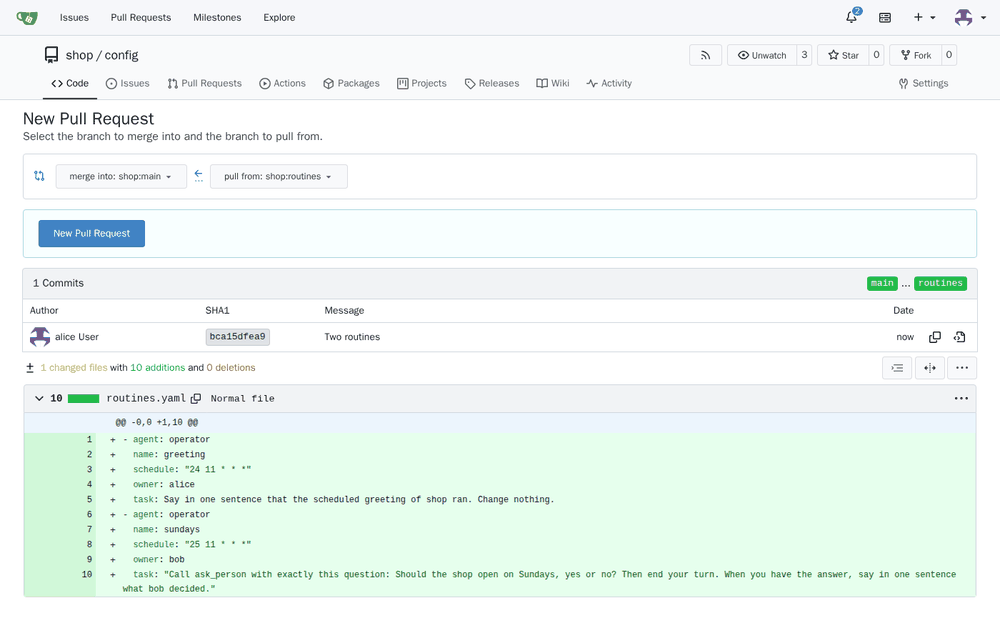 Issues Pull Requests Milestones Explore 2
shop / config Unwatch 3 Star 0 Fork 0
Code Issues Pull Requests Actions Packages Projects Releases Wiki Activity Settings
New Pull Request
Select the branch to merge into and the branch to pull from.
merge into: shop:main pull from: shop:routines
New Pull Request
1 Commits main ... routines
Author SHA1 Message Date
alice User bca15dfea9 Two routines now
1 changed files with 10 additions and 0 deletions
10 routines.yaml Normal file
@@ -0,0 +1,10 @@
1 + - agent: operator
2 + name: greeting
3 + schedule: "24 11 * * *"
4 + owner: alice
5 + task: Say in one sentence that the scheduled greeting of shop ran. Change nothing.
6 + - agent: operator
7 + name: sundays
8 + schedule: "25 11 * * *"
9 + owner: bob
10 + task: "Call ask_person with exactly this question: Should the shop open on Sundays, yes or no? Then end your turn. When you have the answer, say in one sentence
what bob decided."